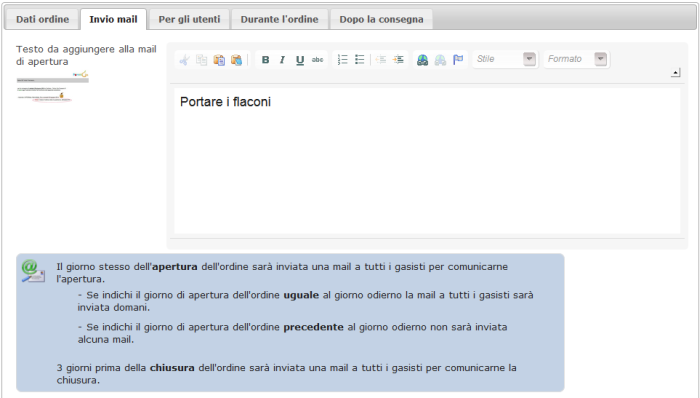 Dati ordine Invio mail Per gli utenti Durante l'ordine Dopo la consegna
Testo da aggiungere alla mail
di apertura
B I U abc Stile Formato
Portare i flaconi
Il giorno stesso dell'apertura dell'ordine sarà inviata una mail a tutti i gasisti per comunicarne
l'apertura.
- Se indichi il giorno di apertura dell'ordine uguale al giorno odierno la mail a tutti i gasisti sarà
inviata domani.
- Se indichi il giorno di apertura dell'ordine precedente al giorno odierno non sarà inviata
alcuna mail.
3 giorni prima della chiusura dell'ordine sarà inviata una mail a tutti i gasisti per comunicarne la
chiusura.